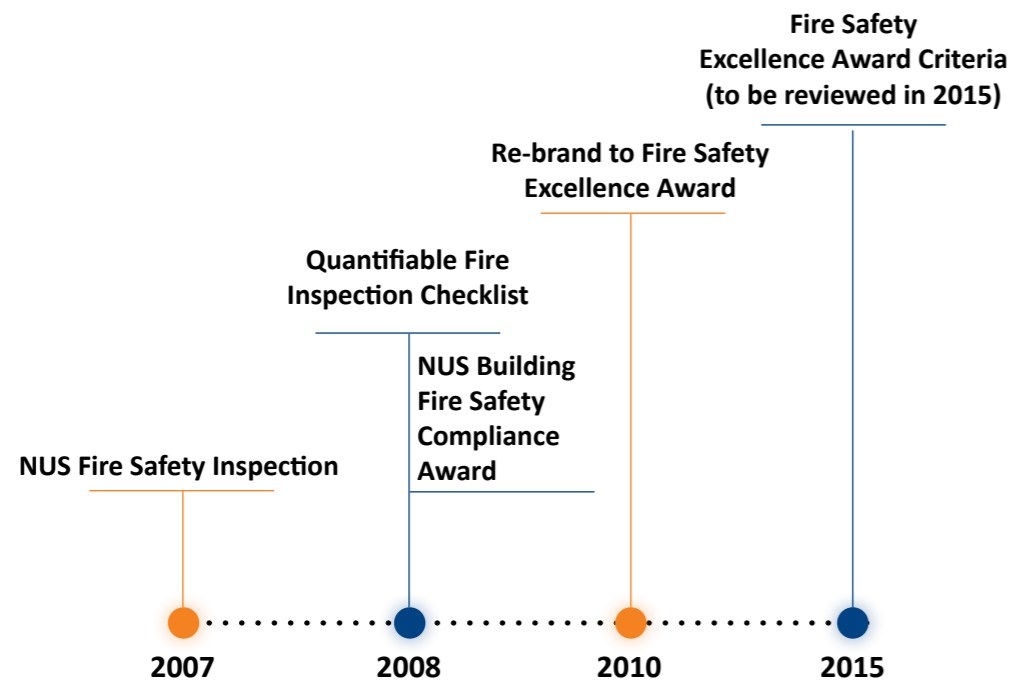 Fire Safety
Excellence Award Criteria
(to be reviewed in 2015)
Re-brand to Fire Safety
Excellence Award
Quantifiable Fire
Inspection Checklist
NUS Building
Fire Safety
Compliance
Award
NUS Fire Safety Inspection
2007
2008
2010
2015